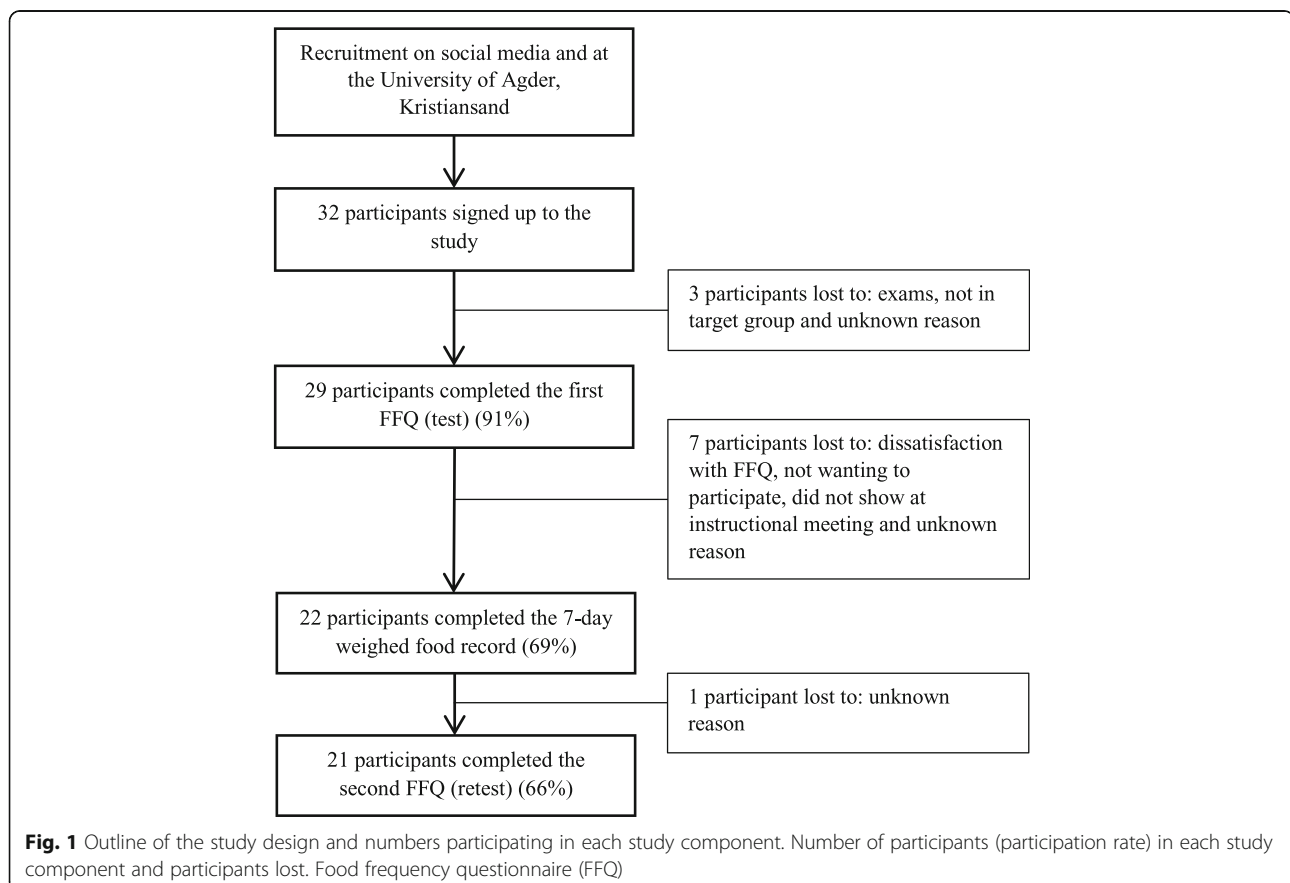 Recruitment on social media and at
the University of Agder,
Kristiansand
32 participants signed up to the
study
3 participants lost to: exams, not in
target group and unknown reason
29 participants completed the first
FFQ (test) (91%)
7 participants lost to: dissatisfaction
with FFQ, not wanting to
participate, did not show at
instructional meeting and unknown
reason
22 participants completed the 7-day
weighed food record (69%)
1 participant lost to: unknown
reason
21 participants completed the
second FFQ (retest) (66%)
Fig. 1 Outline of the study design and numbers participating in each study component. Number of participants (participation rate) in each study
component and participants lost. Food frequency questionnaire (FFQ)